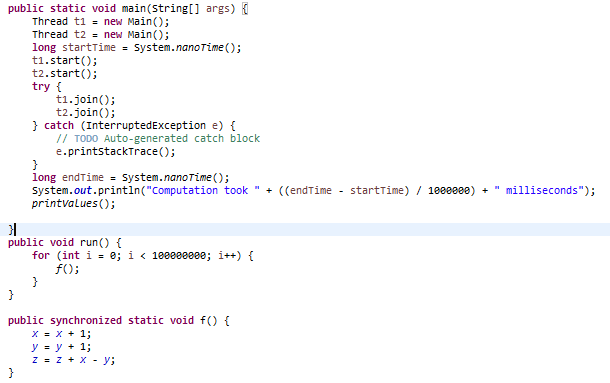 public static void main(String[] args) {
    Thread t1 = new Main();
    Thread t2 = new Main();
    long startTime = System.nanoTime();
    t1.start();
    t2.start();
    try {
        t1.join();
        t2.join();
    } catch (InterruptedException e) {
        // TODO Auto-generated catch block
        e.printStackTrace();
    }
    long endTime = System.nanoTime();
    System.out.println("Computation took " + ((endTime - startTime) / 1000000) + " milliseconds");
    printValues();

}
public void run() {
    for (int i = 0; i < 100000000; i++) {
        f();
    }
}

public synchronized static void f() {
    x = x + 1;
    y = y + 1;
    z = z + x - y;
}